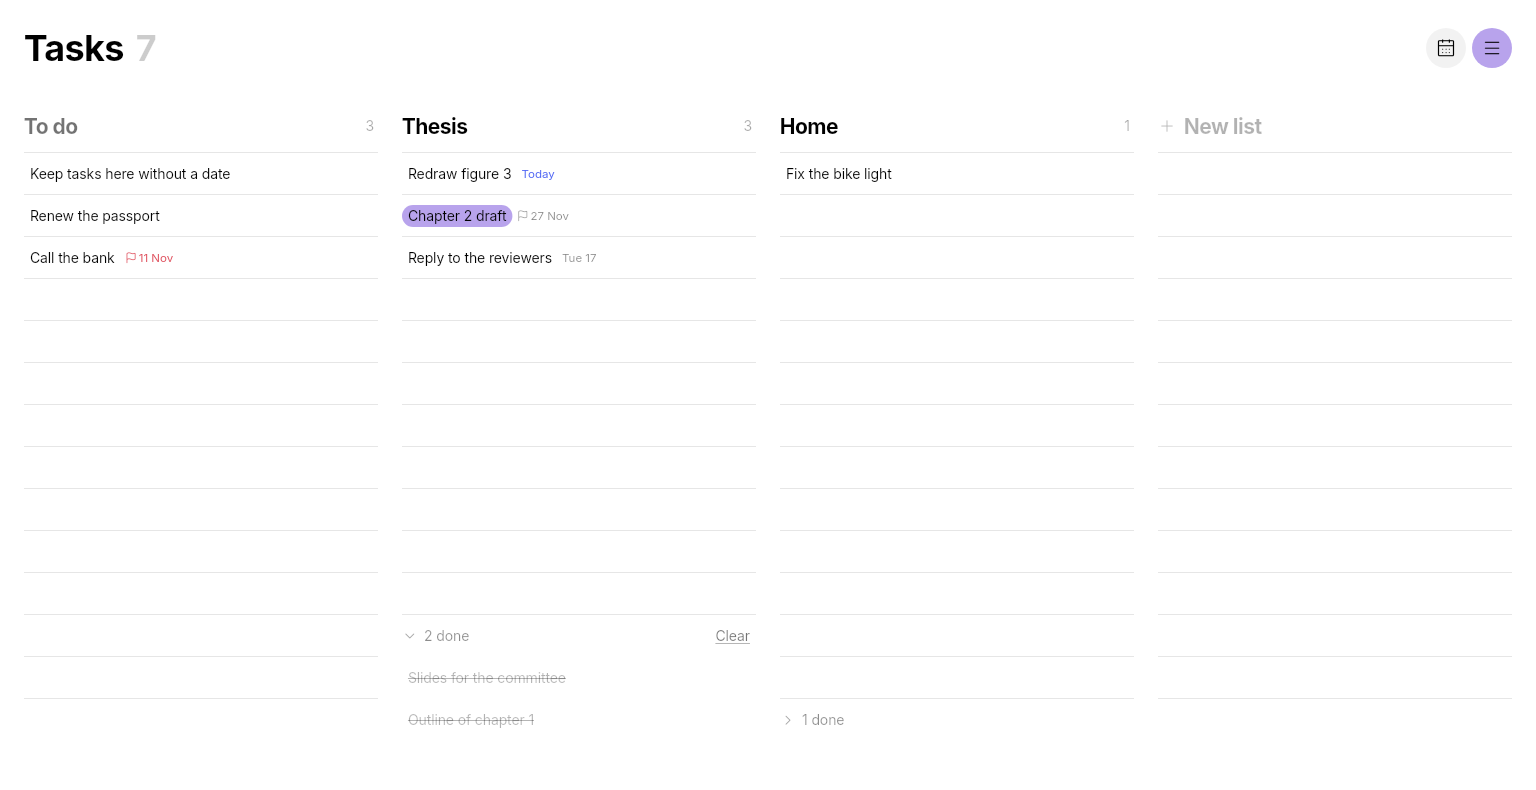 Tasks 7
To do 3
Keep tasks here without a date
Renew the passport
Call the bank 11 Nov
Thesis 3
Redraw figure 3 Today
Chapter 2 draft 27 Nov
Reply to the reviewers Tue 17
2 done Clear
Slides for the committee
Outline of chapter 1
Home 1
Fix the bike light
1 done
+ New list